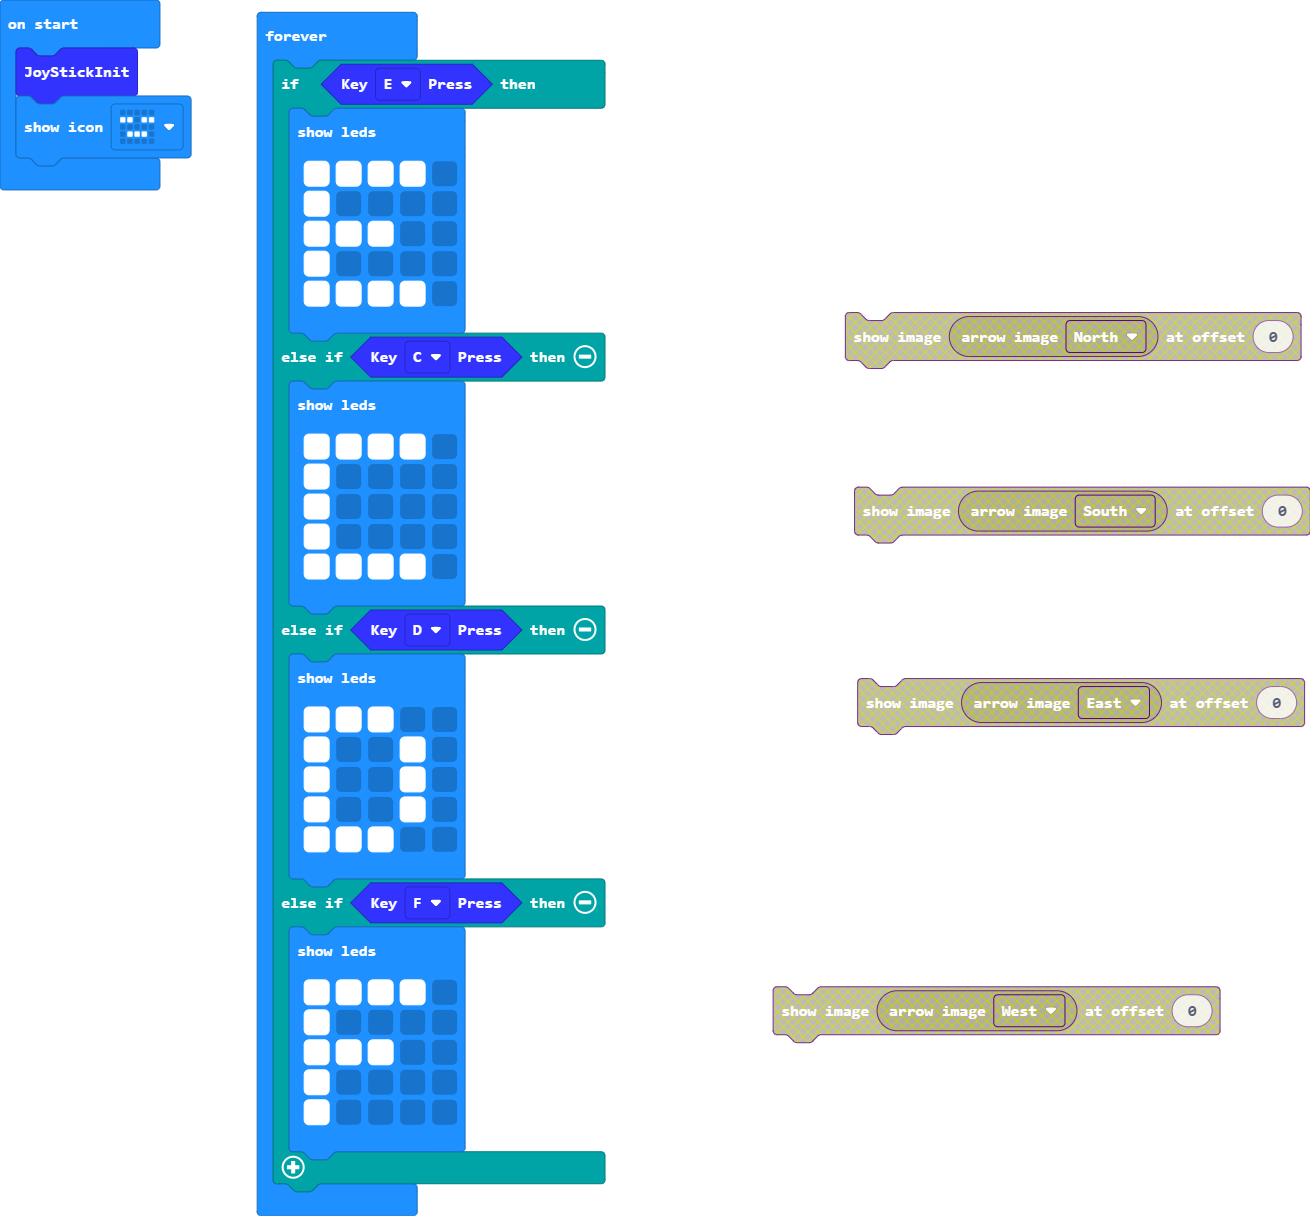 on start
JoyStickInit
show icon
forever
if Key E Press then
show leds
else if Key C Press then
show leds
else if Key D Press then
show leds
else if Key F Press then
show leds
show image arrow image North at offset 0
show image arrow image South at offset 0
show image arrow image East at offset 0
show image arrow image West at offset 0